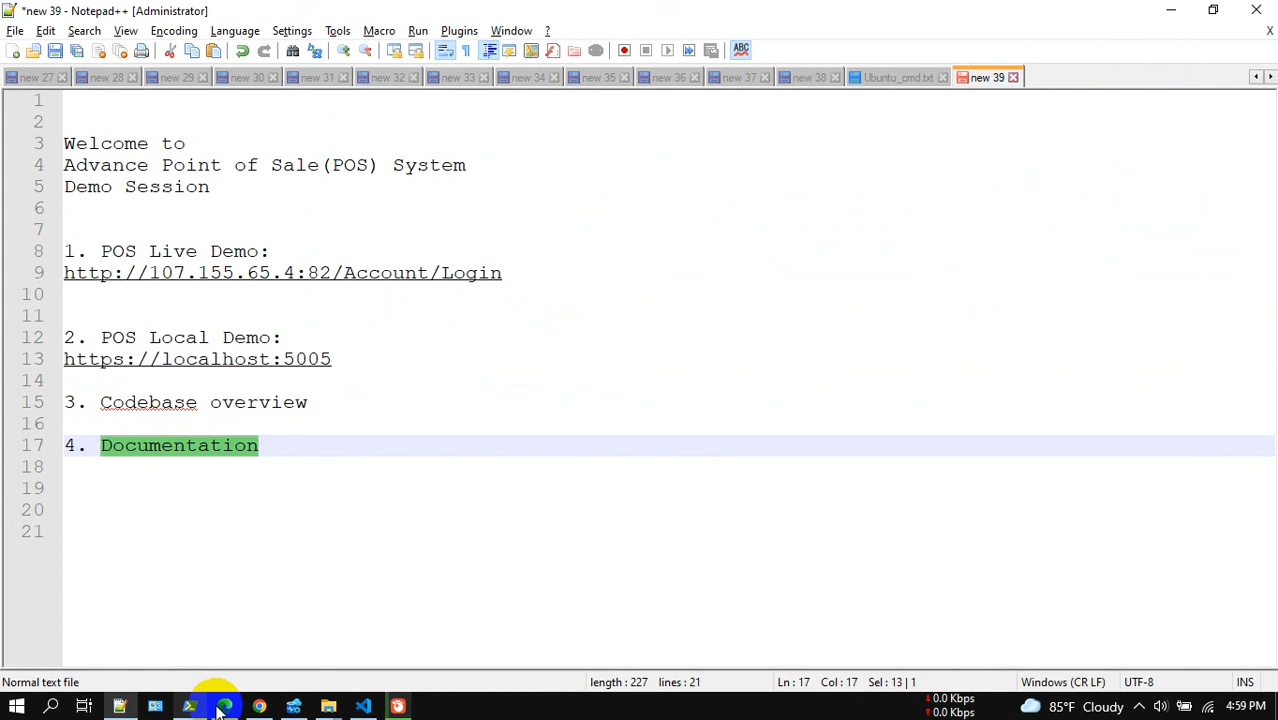 *new 39 - Notepad++ [Administrator]
File Edit Search View Encoding Language Settings Tools Macro Run Plugins Window ? X
ABC
new 27 new 28 new 29 new 30 new 31 new 32 new 33 new 34 new 35 new 36 new 37 new 38 Ubuntu_cmd.txt new 39
1
2
3 Welcome to
4 Advance Point of Sale(POS) System
5 Demo Session
6
7
8 1. POS Live Demo:
9 http://107.155.65.4:82/Account/Login
10
11
12 2. POS Local Demo:
13 https://localhost:5005
14
15 3. Codebase overview
16
17 4. Documentation
18
19
20
21
Normal text file length : 227 lines : 21 Ln : 17 Col : 17 Sel : 13 | 1 Windows (CR LF) UTF-8 INS
0.0 Kbps
0.0 Kbps
85°F Cloudy 4:59 PM